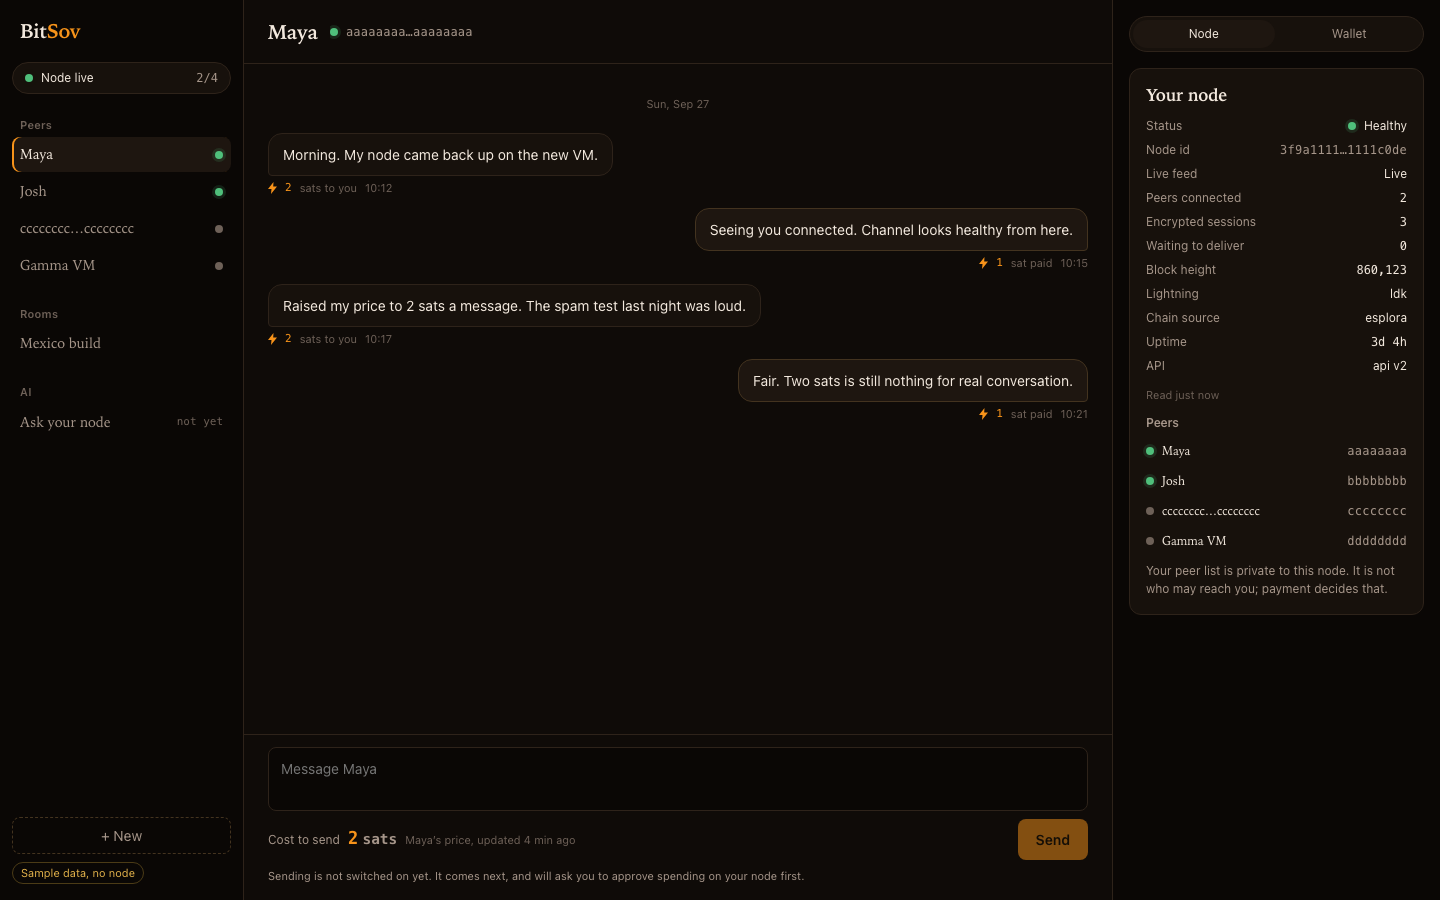 BitSov
Node live 2/4
Peers
Maya
Josh
cccccccc…cccccccc
Gamma VM
Rooms
Mexico build
AI
Ask your node not yet
+ New
Sample data, no node
Maya aaaaaaaa…aaaaaaaa
Sun, Sep 27
Morning. My node came back up on the new VM.
2 sats to you 10:12
Seeing you connected. Channel looks healthy from here.
1 sat paid 10:15
Raised my price to 2 sats a message. The spam test last night was loud.
2 sats to you 10:17
Fair. Two sats is still nothing for real conversation.
1 sat paid 10:21
Message Maya
Cost to send 2 sats Maya's price, updated 4 min ago
Send
Sending is not switched on yet. It comes next, and will ask you to approve spending on your node first.
Node Wallet
Your node
Status Healthy
Node id 3f9a1111…1111c0de
Live feed Live
Peers connected 2
Encrypted sessions 3
Waiting to deliver 0
Block height 860,123
Lightning ldk
Chain source esplora
Uptime 3d 4h
API api v2
Read just now
Peers
Maya aaaaaaaa
Josh bbbbbbbb
cccccccc…cccccccc cccccccc
Gamma VM dddddddd
Your peer list is private to this node. It is not
who may reach you; payment decides that.